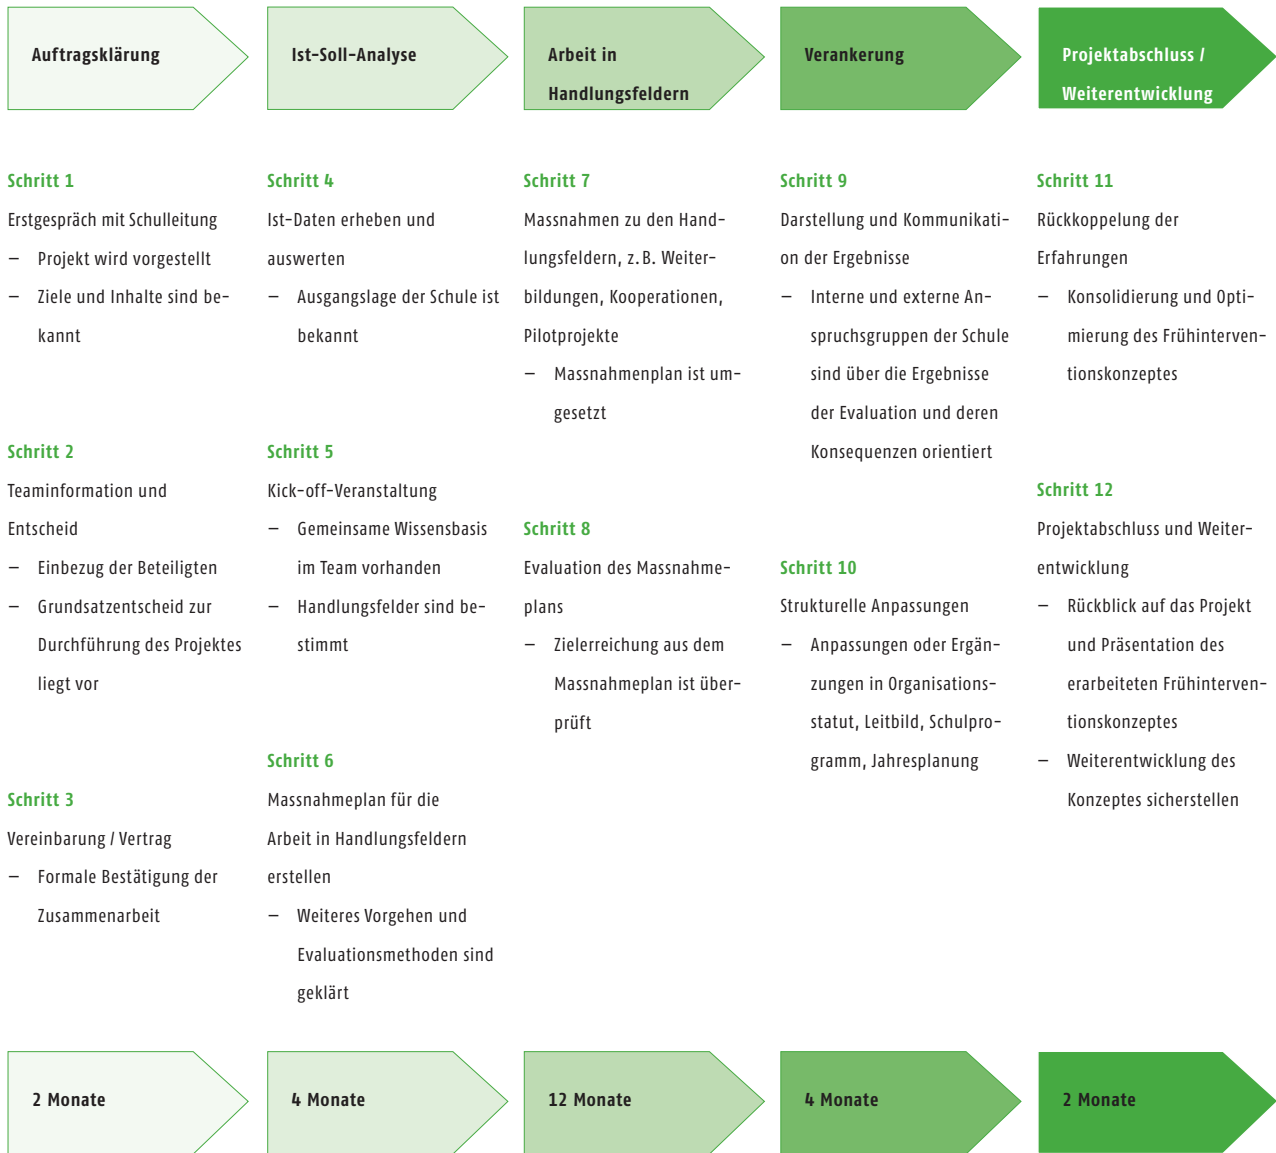 Auftragsklärung
Ist-Soll-Analyse
Arbeit in
Handlungsfeldern
Verankerung
Projektabschluss /
Weiterentwicklung
Schritt 1
Erstgespräch mit Schulleitung
– Projekt wird vorgestellt
– Ziele und Inhalte sind be-
kannt
Schritt 2
Teaminformation und
Entscheid
– Einbezug der Beteiligten
– Grundsatzentscheid zur
Durchführung des Projektes
liegt vor
Schritt 3
Vereinbarung / Vertrag
– Formale Bestätigung der
Zusammenarbeit
Schritt 4
Ist-Daten erheben und
auswerten
– Ausgangslage der Schule ist
bekannt
Schritt 5
Kick-off-Veranstaltung
– Gemeinsame Wissensbasis
im Team vorhanden
– Handlungsfelder sind be-
stimmt
Schritt 6
Massnahmeplan für die
Arbeit in Handlungsfeldern
erstellen
– Weiteres Vorgehen und
Evaluationsmethoden sind
geklärt
Schritt 7
Massnahmen zu den Hand-
lungsfeldern, z.B. Weiter-
bildungen, Kooperationen,
Pilotprojekte
– Massnahmenplan ist um-
gesetzt
Schritt 8
Evaluation des Massnahme-
plans
– Zielerreichung aus dem
Massnahmeplan ist über-
prüft
Schritt 9
Darstellung und Kommunikati-
on der Ergebnisse
– Interne und externe An-
spruchsgruppen der Schule
sind über die Ergebnisse
der Evaluation und deren
Konsequenzen orientiert
Schritt 10
Strukturelle Anpassungen
– Anpassungen oder Ergän-
zungen in Organisations-
statut, Leitbild, Schulpro-
gramm, Jahresplanung
Schritt 11
Rückkoppelung der
Erfahrungen
– Konsolidierung und Opti-
mierung des Frühinterven-
tionskonzeptes
Schritt 12
Projektabschluss und Weiter-
entwicklung
– Rückblick auf das Projekt
und Präsentation des
erarbeiteten Frühinterven-
tionskonzeptes
– Weiterentwicklung des
Konzeptes sicherstellen
2 Monate
4 Monate
12 Monate
4 Monate
2 Monate